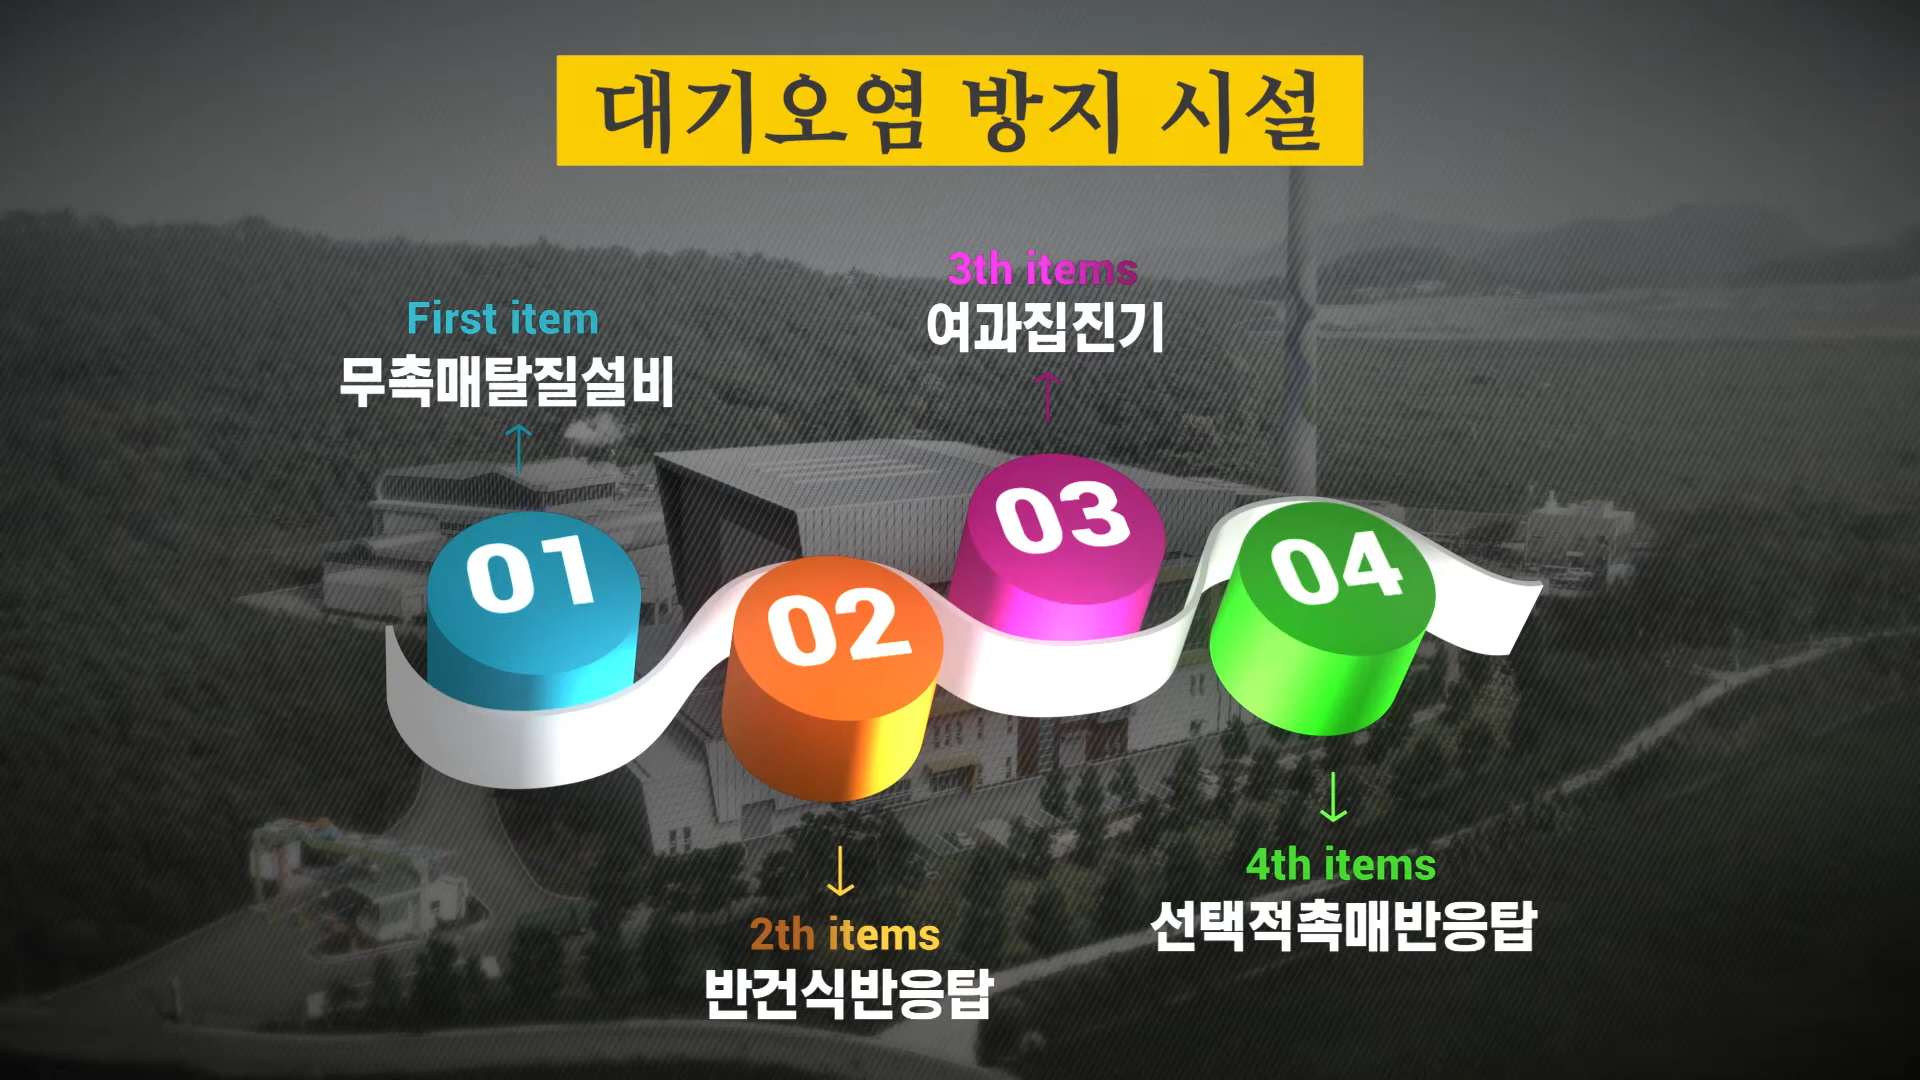 대기오염 방지 시설
First item
무촉매탈질설비
01
2th items
반건식반응탑
02
3th items
여과집진기
03
4th items
선택적촉매반응탑
04